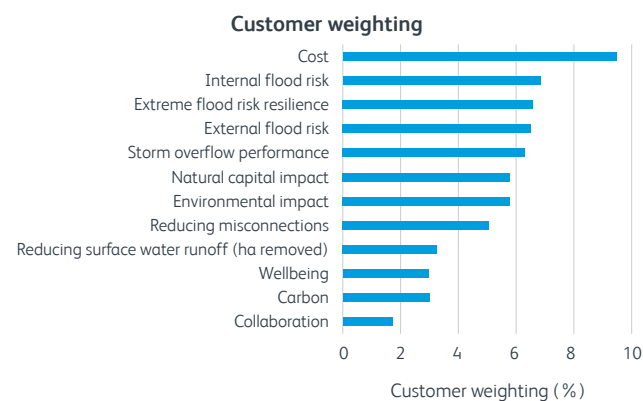 Customer weighting
Cost
Internal flood risk
Extreme flood risk resilience
External flood risk
Storm overflow performance
Natural capital impact
Environmental impact
Reducing misconnections
Reducing surface water runoff (ha removed)
Wellbeing
Carbon
Collaboration
0 2 4 6 8 10
Customer weighting (%)